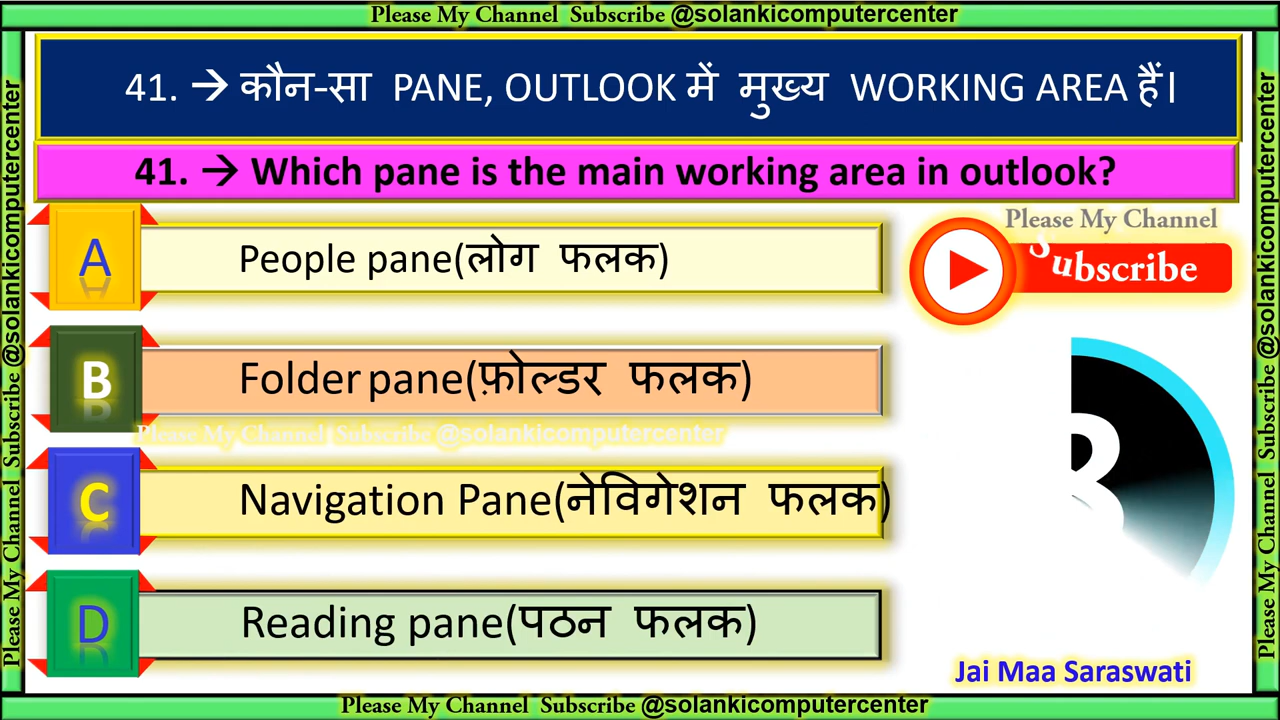 Please My Channel Subscribe @solankicomputercenter
41. → कौन-सा PANE, OUTLOOK में मुख्य WORKING AREA हैं।
41. → Which pane is the main working area in outlook?
A People pane(लोग फलक)
Please My Channel
Subscribe
B Folder pane(फ़ोल्डर फलक)
Please My Channel Subscribe @solankicomputercenter
C Navigation Pane(नेविगेशन फलक)
D Reading pane(पठन फलक)
Jai Maa Saraswati
Please My Channel Subscribe @solankicomputercenter
Please My Channel Subscribe @solankicomputercenter
Please My Channel Subscribe @solankicomputercenter